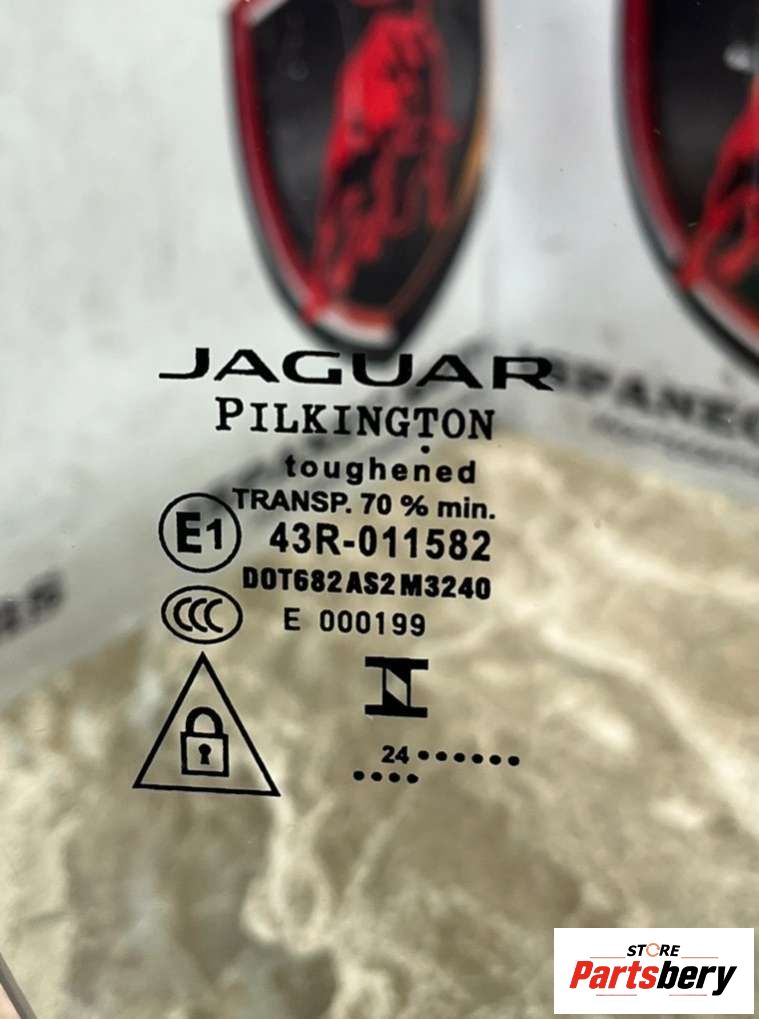 JAGUAR
PILKINGTON
toughened
TRANSP. 70 % min.
E1 43R-011582
DOT682AS2M3240
CCC E 000199
24
STORE
Partsbery